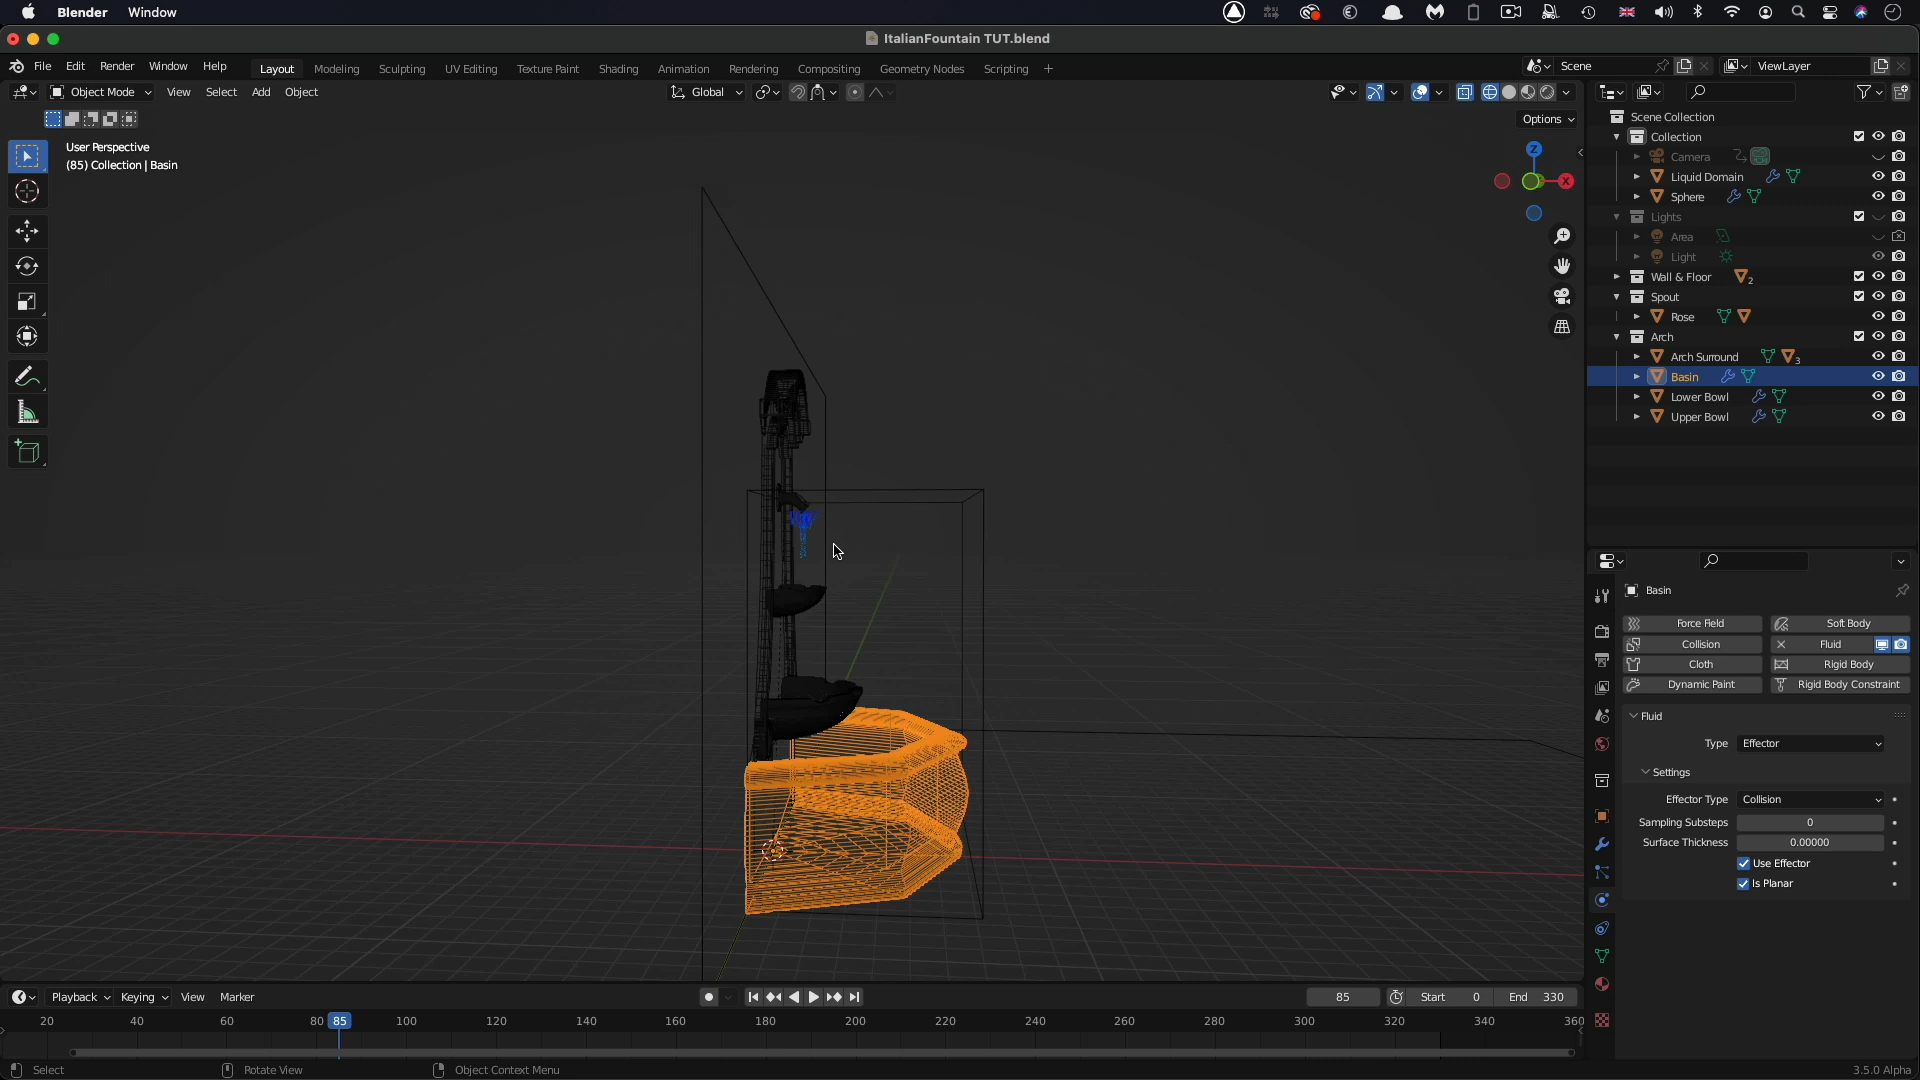 Blender Window
ItalianFountain TUT.blend
File Edit Render Window Help
Layout Modeling Sculpting UV Editing Texture Paint Shading Animation Rendering Compositing Geometry Nodes Scripting +
Scene ViewLayer
Object Mode View Select Add Object
Global
Options
User Perspective
(85) Collection | Basin
Z
X
Scene Collection
Collection
Camera
Liquid Domain
Sphere
Lights
Area
Light
Wall & Floor 2
Spout
Rose
Arch
Arch Surround 3
Basin
Lower Bowl
Upper Bowl
Basin
Force Field Soft Body
Collision Fluid
Cloth Rigid Body
Dynamic Paint Rigid Body Constraint
Fluid
Type Effector
Settings
Effector Type Collision
Sampling Substeps 0
Surface Thickness 0.00000
Use Effector
Is Planar
Playback Keying View Marker
85 Start 0 End 330
20 40 60 80 85 100 120 140 160 180 200 220 240 260 280 300 320 340 360
Select Rotate View Object Context Menu
3.5.0 Alpha